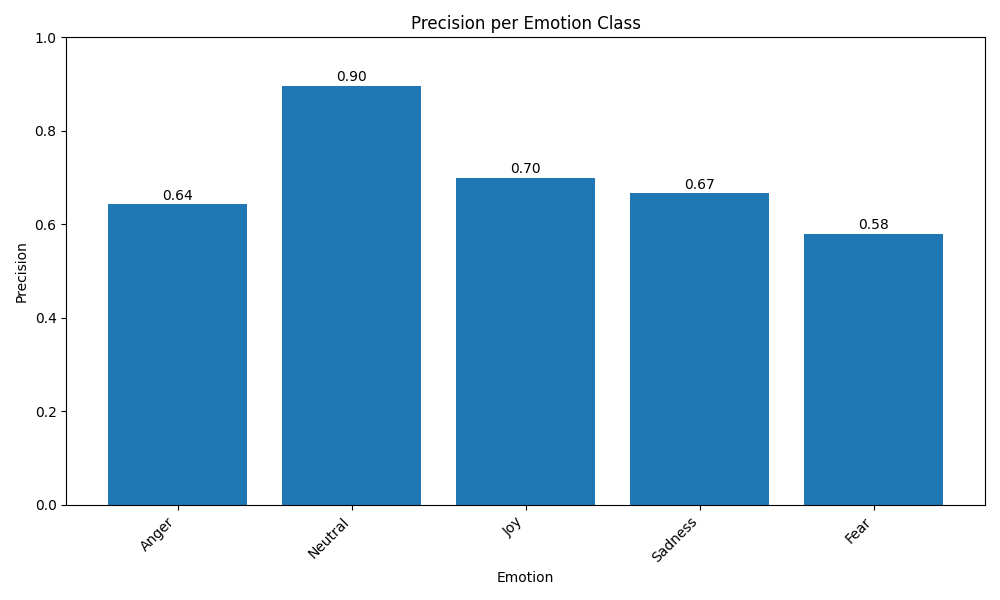 Precision per Emotion Class
1.0
0.8
0.6
0.4
0.2
0.0
Precision
0.64
0.90
0.70
0.67
0.58
Anger
Neutral
Joy
Sadness
Fear
Emotion